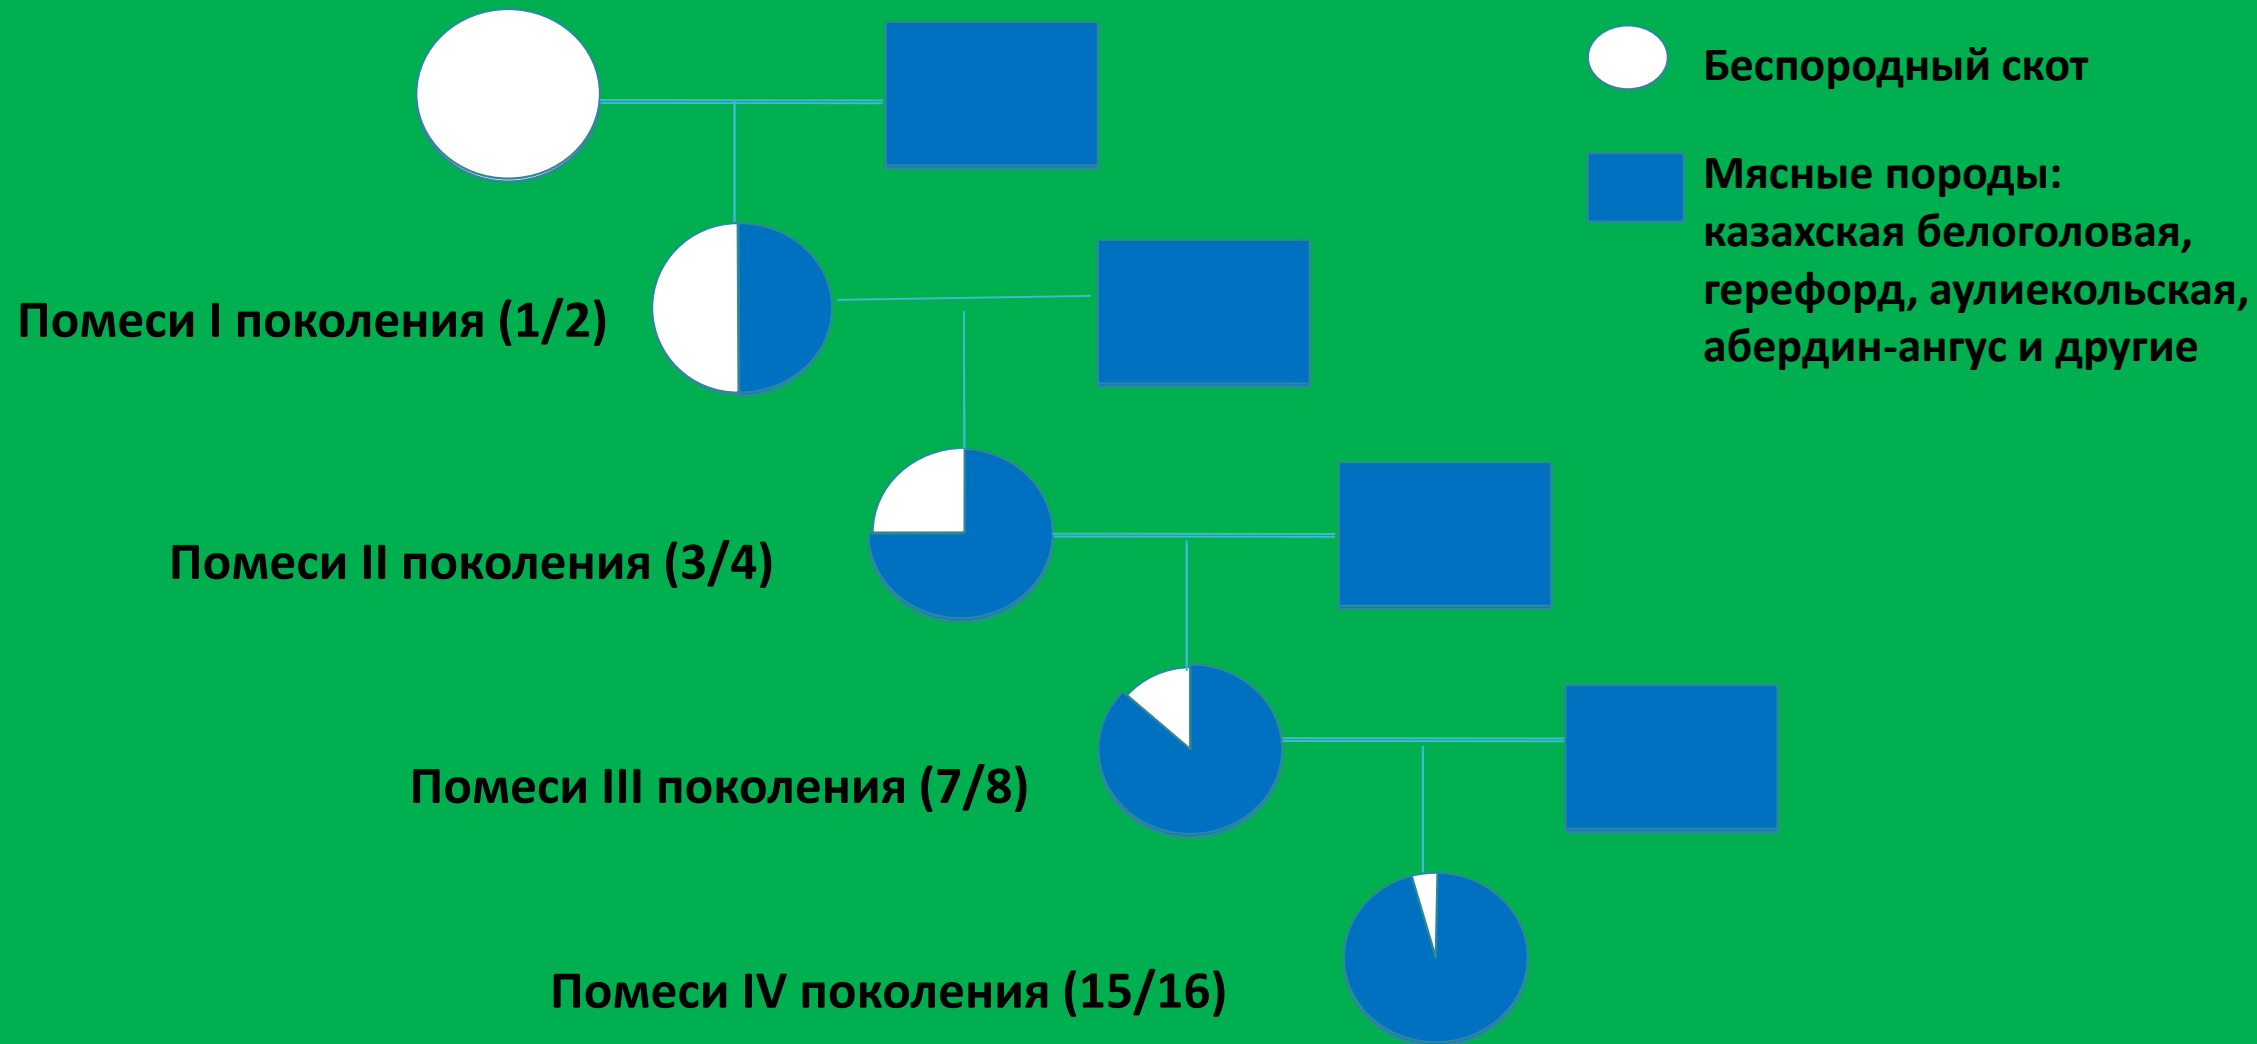 Беспородный скот
Мясные породы:
казахская белоголовая,
герефорд, аулиекольская,
абердин-ангус и другие
Помеси I поколения (1/2)
Помеси II поколения (3/4)
Помеси III поколения (7/8)
Помеси IV поколения (15/16)